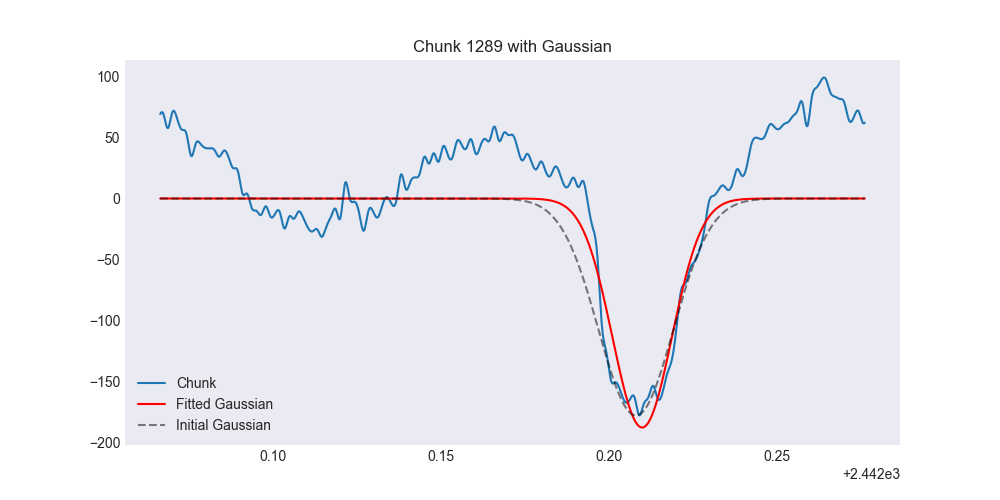 Chunk 1289 with Gaussian
100
50
0
−50
−100
−150
−200
Chunk
Fitted Gaussian
Initial Gaussian
0.10 0.15 0.20 0.25
+2.442e3